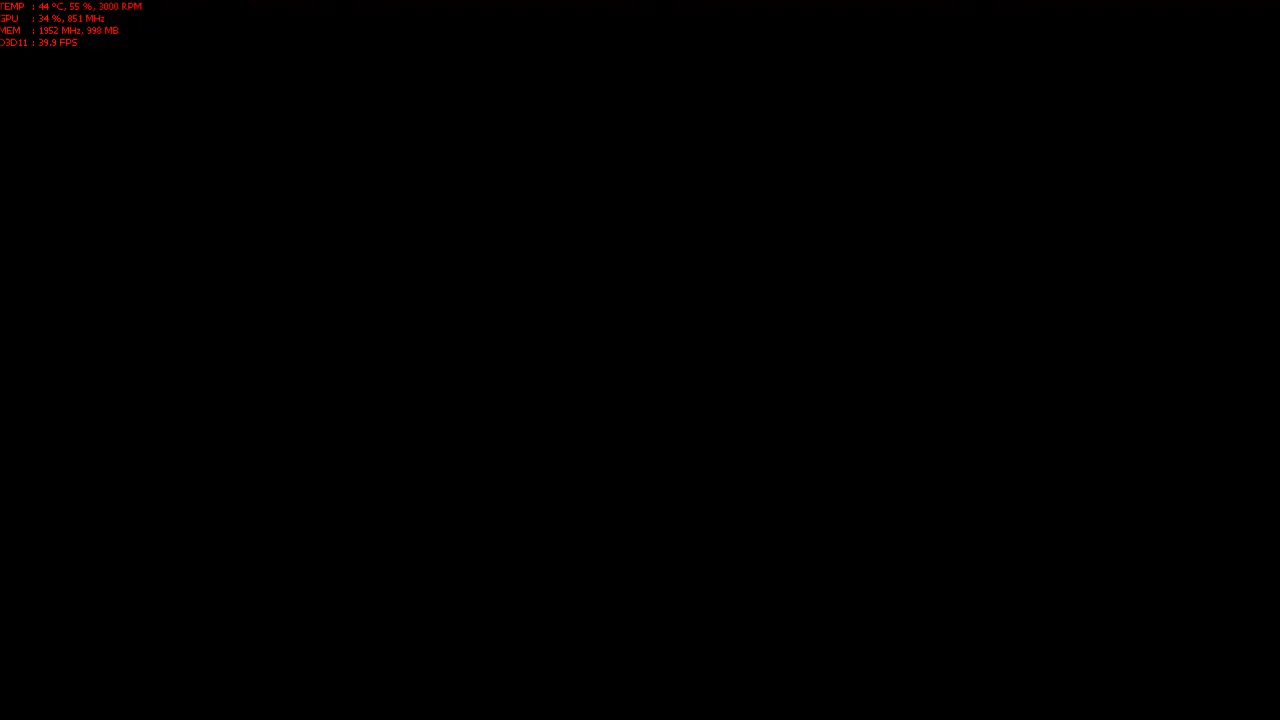 TEMP : 44 °C, 55 %, 3000 RPM
GPU : 34 %, 851 MHz
MEM : 1952 MHz, 998 MB
D3D11 : 39.9 FPS